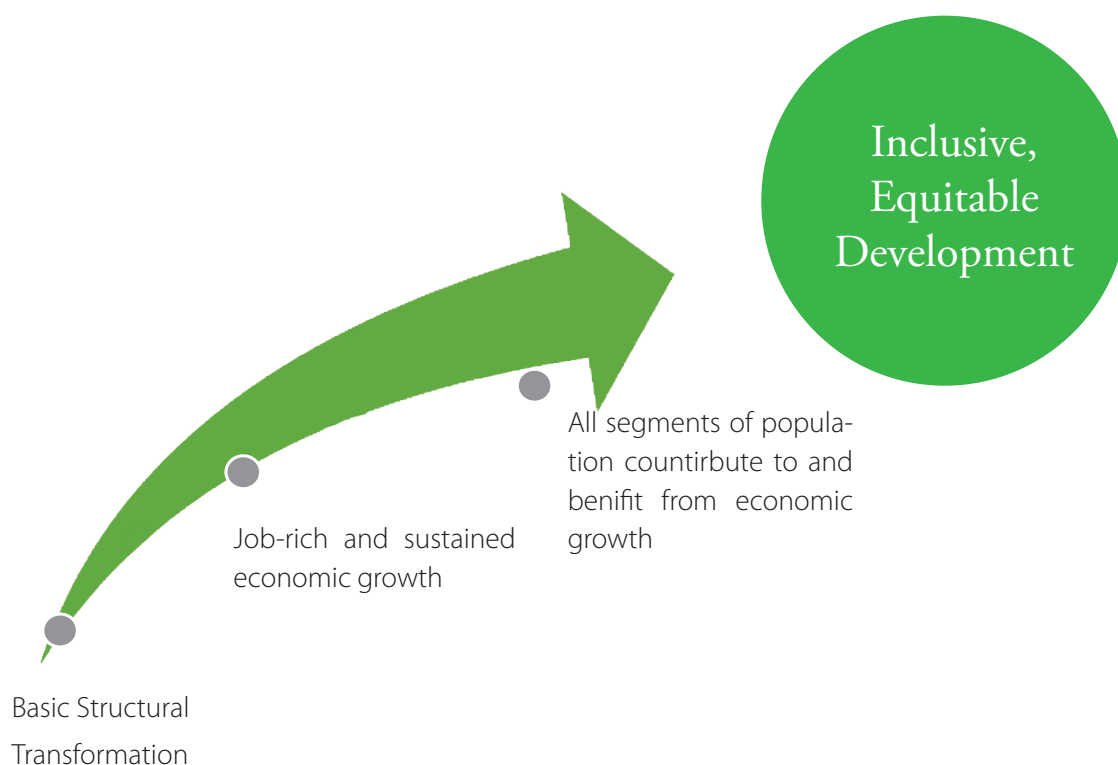 Inclusive,
Equitable
Development
All segments of popula-
tion countirbute to and
benifit from economic
growth
Job-rich and sustained
economic growth
Basic Structural
Transformation